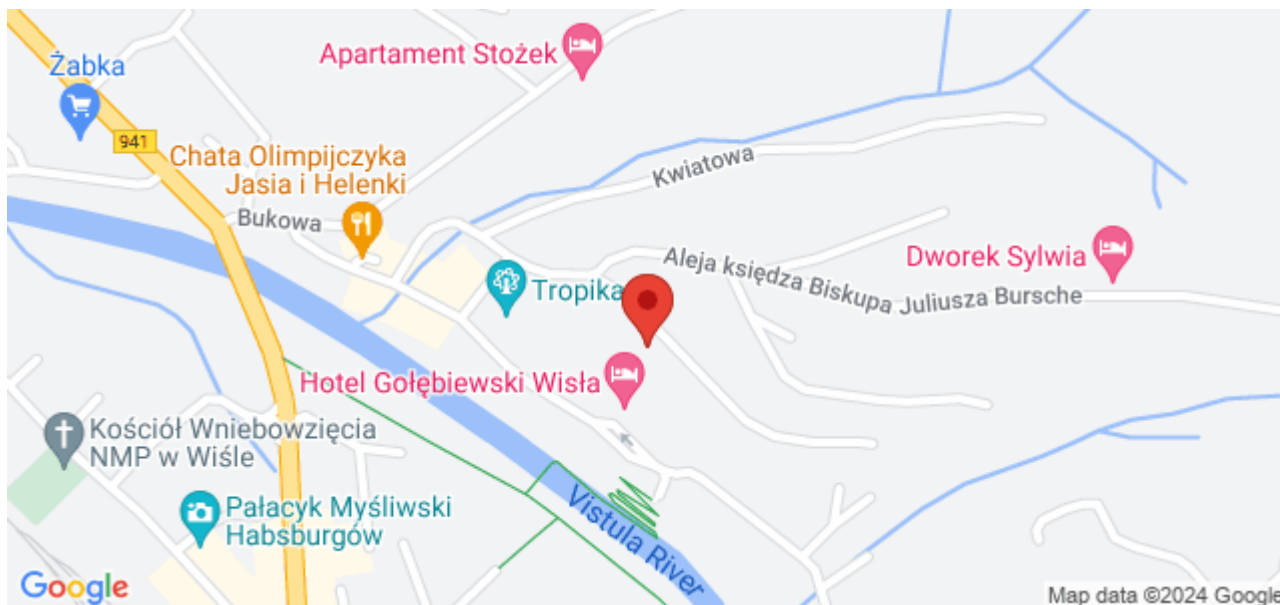 Apartament Stożek
Żabka
941
Chata Olimpijczyka
Jasia i Helenki
Kwiatowa
Bukowa
Dworek Sylwia
Aleja księdza Biskupa Juliusza Bursche
Tropika
Hotel Gołębiewski Wisła
Kościół Wniebowzięcia
NMP w Wiśle
Pałacyk Myśliwski
Habsburgów
Vistula River
Google
Map data ©2024 Google